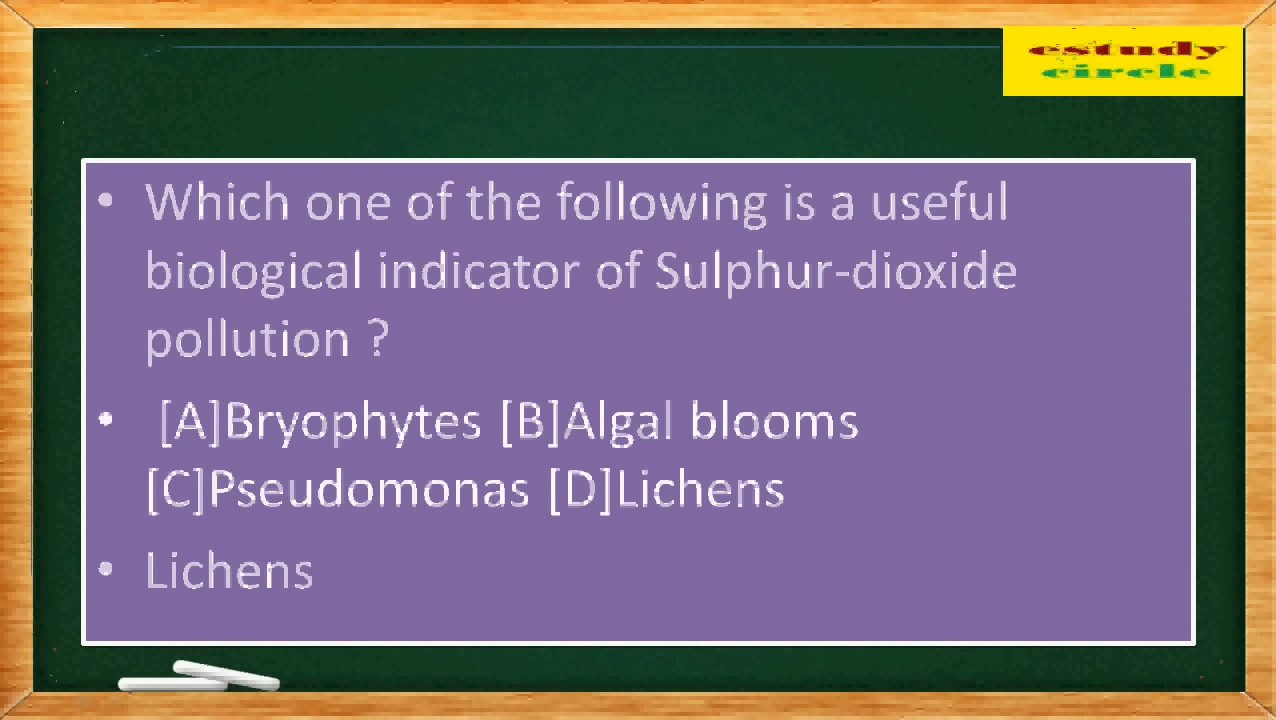 estudy
circle
• Which one of the following is a useful
biological indicator of Sulphur-dioxide
pollution ?
• [A]Bryophytes [B]Algal blooms
[C]Pseudomonas [D]Lichens
• Lichens